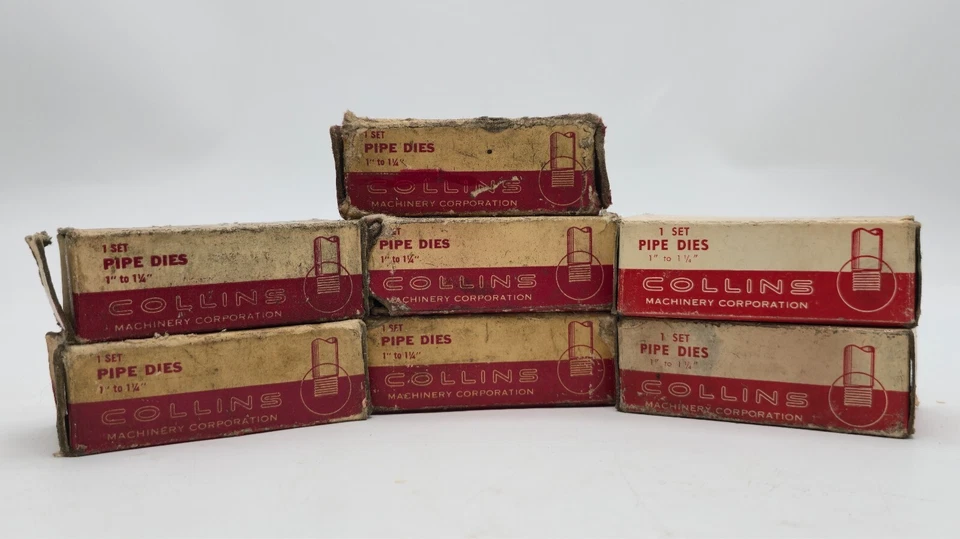 1 SET
PIPE DIES
1" to 1¼"
COLLINS
MACHINERY CORPORATION
1 SET
PIPE DIES
1" to 1¼"
COLLINS
MACHINERY CORPORATION
1 SET
PIPE DIES
1" to 1¼"
COLLINS
MACHINERY CORPORATION
1 SET
PIPE DIES
1" to 1¼"
COLLINS
MACHINERY CORPORATION
1 SET
PIPE DIES
1" to 1¼"
COLLINS
MACHINERY CORPORATION
1 SET
PIPE DIES
1" to 1¼"
COLLINS
MACHINERY CORPORATION
1 SET
PIPE DIES
1" to 1¼"
COLLINS
MACHINERY CORPORATION